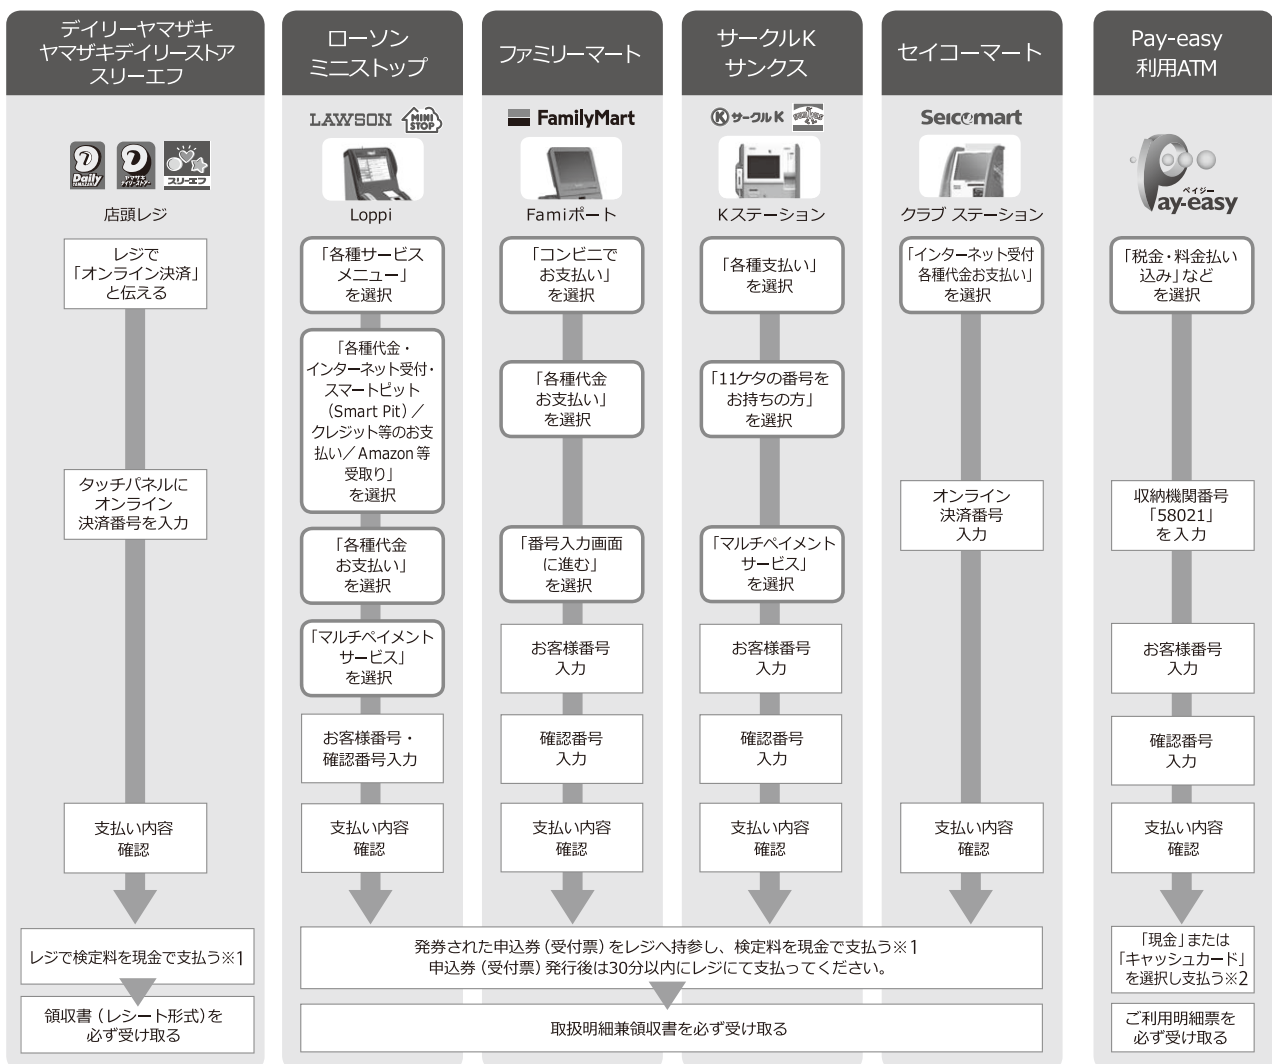 デイリーヤマザキ
ヤマザキデイリーストア
スリーエフ
Daily
YAMAZAKI
ヤマザキ
デイリーストアー
スリーエフ
店頭レジ
レジで
「オンライン決済」
と伝える
タッチパネルに
オンライン
決済番号を入力
支払い内容
確認
レジで検定料を現金で支払う※1
領収書（レシート形式）を
必ず受け取る
ローソン
ミニストップ
LAWSON
MINI
STOP
Loppi
「各種サービス
メニュー」
を選択
「各種代金・
インターネット受付・
スマートピット
（Smart Pit）／
クレジット等のお支
払い／Amazon等
受取り」
を選択
「各種代金
お支払い」
を選択
「マルチペイメント
サービス」
を選択
お客様番号・
確認番号入力
支払い内容
確認
ファミリーマート
FamilyMart
Famiポート
「コンビニで
お支払い」
を選択
「各種代金
お支払い」
を選択
「番号入力画面
に進む」
を選択
お客様番号
入力
確認番号
入力
支払い内容
確認
サークルK
サンクス
K サークルK
Kステーション
「各種支払い」
を選択
「11ケタの番号を
お持ちの方」
を選択
「マルチペイメント
サービス」
を選択
お客様番号
入力
確認番号
入力
支払い内容
確認
セイコーマート
Seicomart
クラブ ステーション
「インターネット受付
各種代金お支払い」
を選択
オンライン
決済番号
入力
支払い内容
確認
発券された申込券（受付票）をレジへ持参し、検定料を現金で支払う※1
申込券（受付票）発行後は30分以内にレジにて支払ってください。
取扱明細兼領収書を必ず受け取る
Pay-easy
利用ATM
ペイジー
Pay-easy
「税金・料金払い
込み」など
を選択
収納機関番号
「58021」
を入力
お客様番号
入力
確認番号
入力
支払い内容
確認
「現金」または
「キャッシュカード」
を選択し支払う※2
ご利用明細票を
必ず受け取る